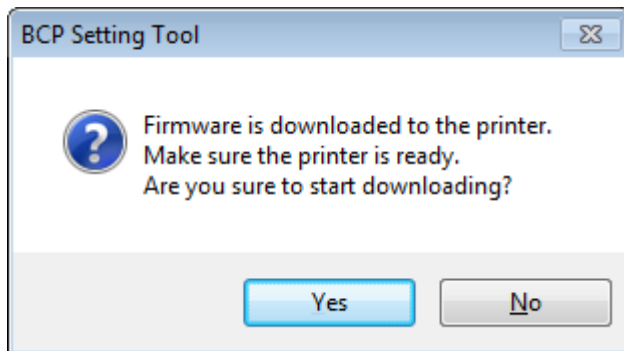 BCP Setting Tool
Firmware is downloaded to the printer.
Make sure the printer is ready.
Are you sure to start downloading?
Yes
No